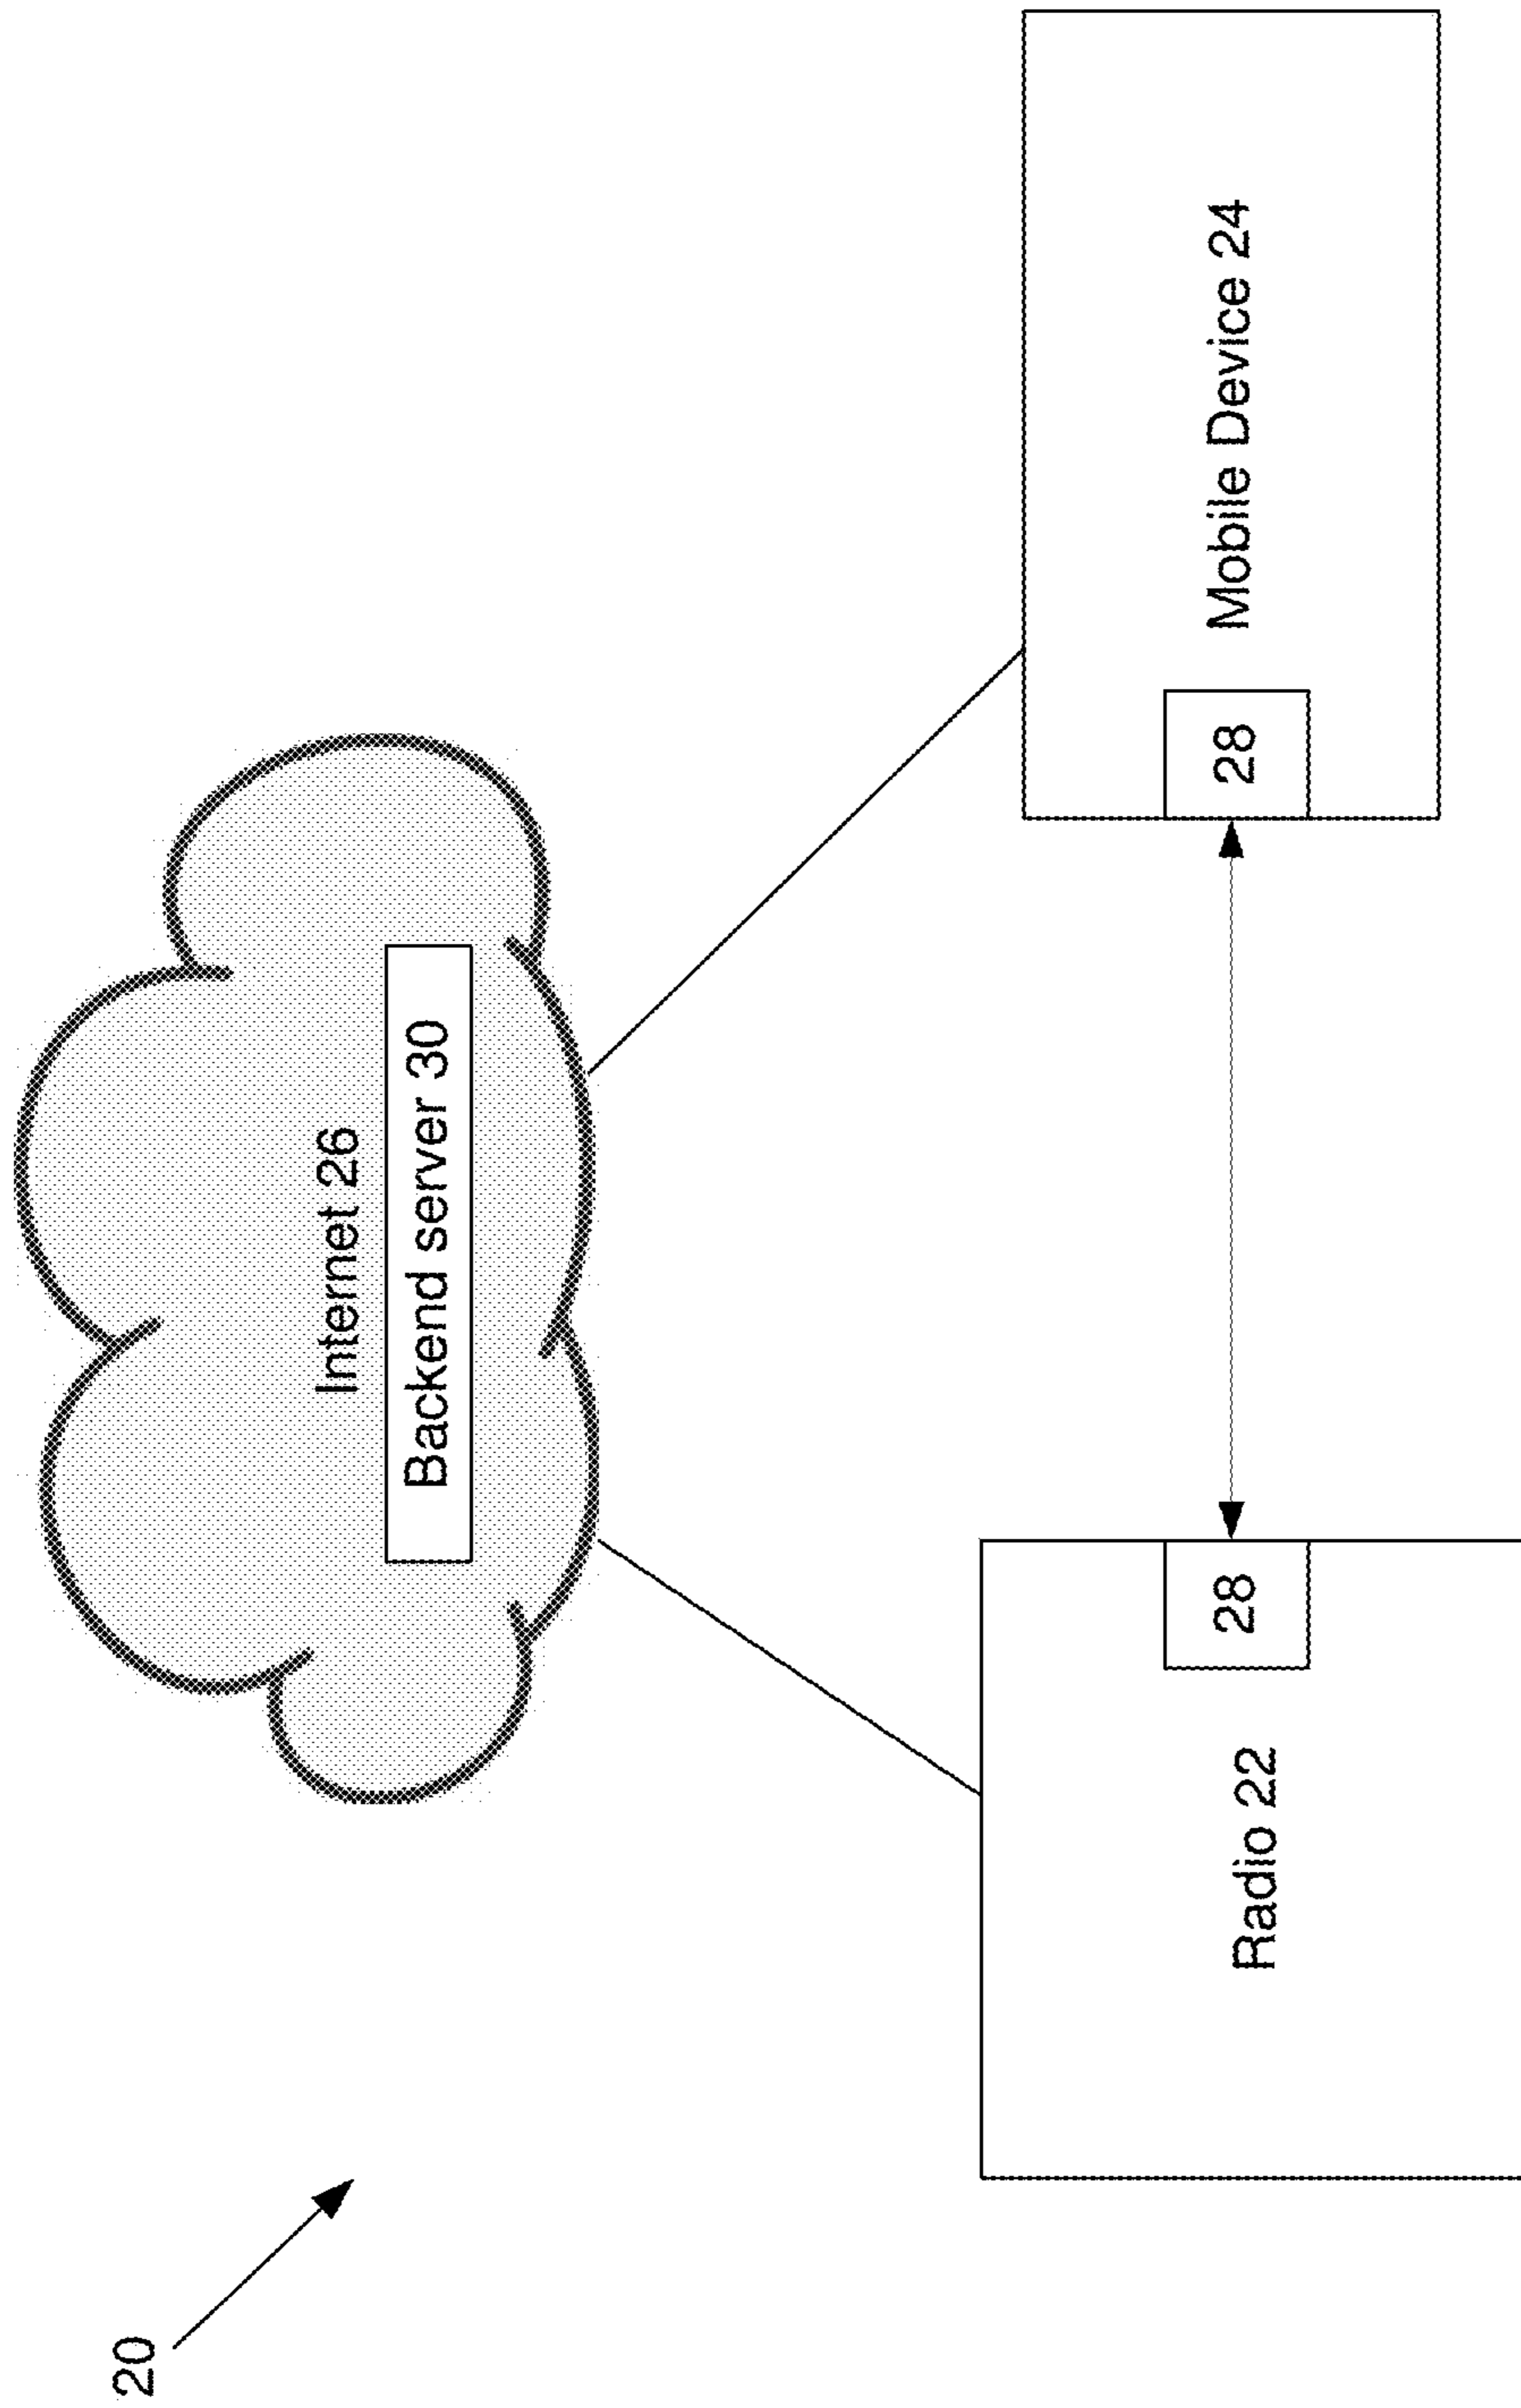 20
Internet 26
Backend server 30
Radio 22
28
28
Mobile Device 24